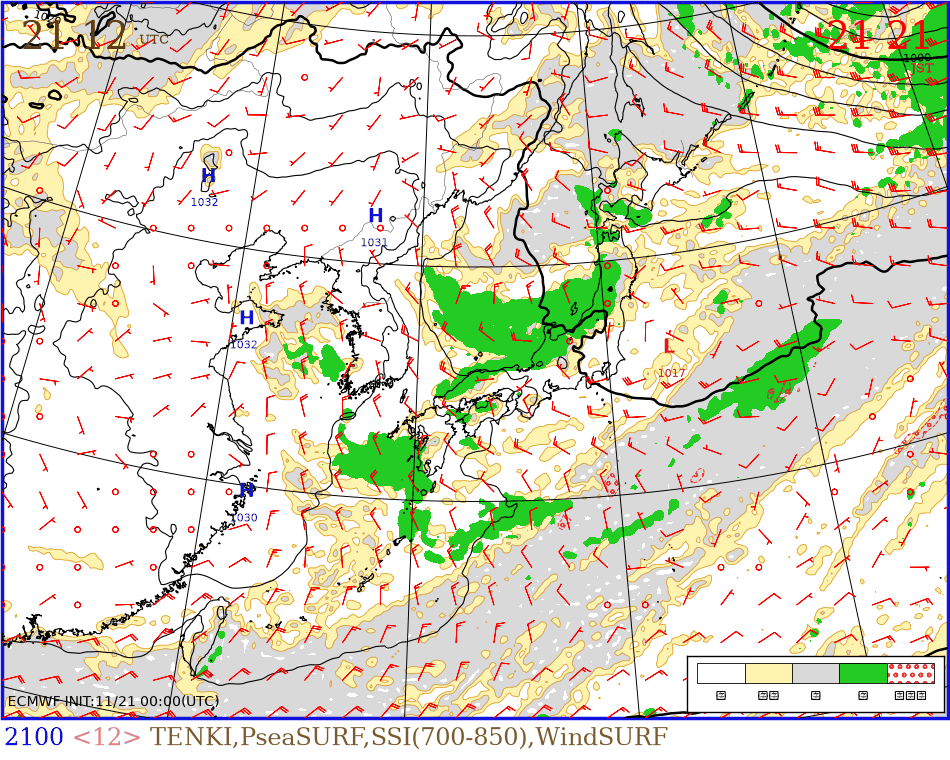 21 12 UTC
21 21
1008
JST
H
1032
H
1031
H
1032
L
1017
H
1030
ECMWF INIT:11/21 00:00(UTC)
2100 <12> TENKI,PseaSURF,SSI(700-850),WindSURF